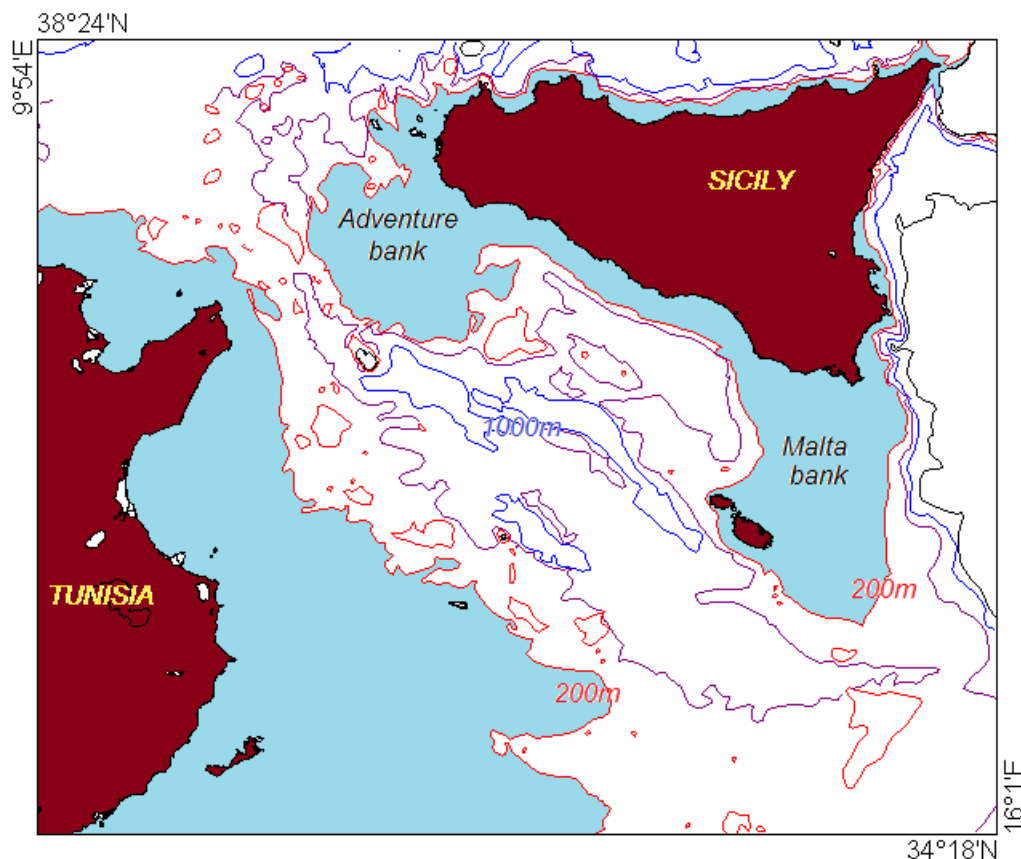 38°24'N
9°54'E
SICILY
Adventure
bank
1000m
Malta
bank
TUNISIA
200m
200m
16°1'E
34°18'N